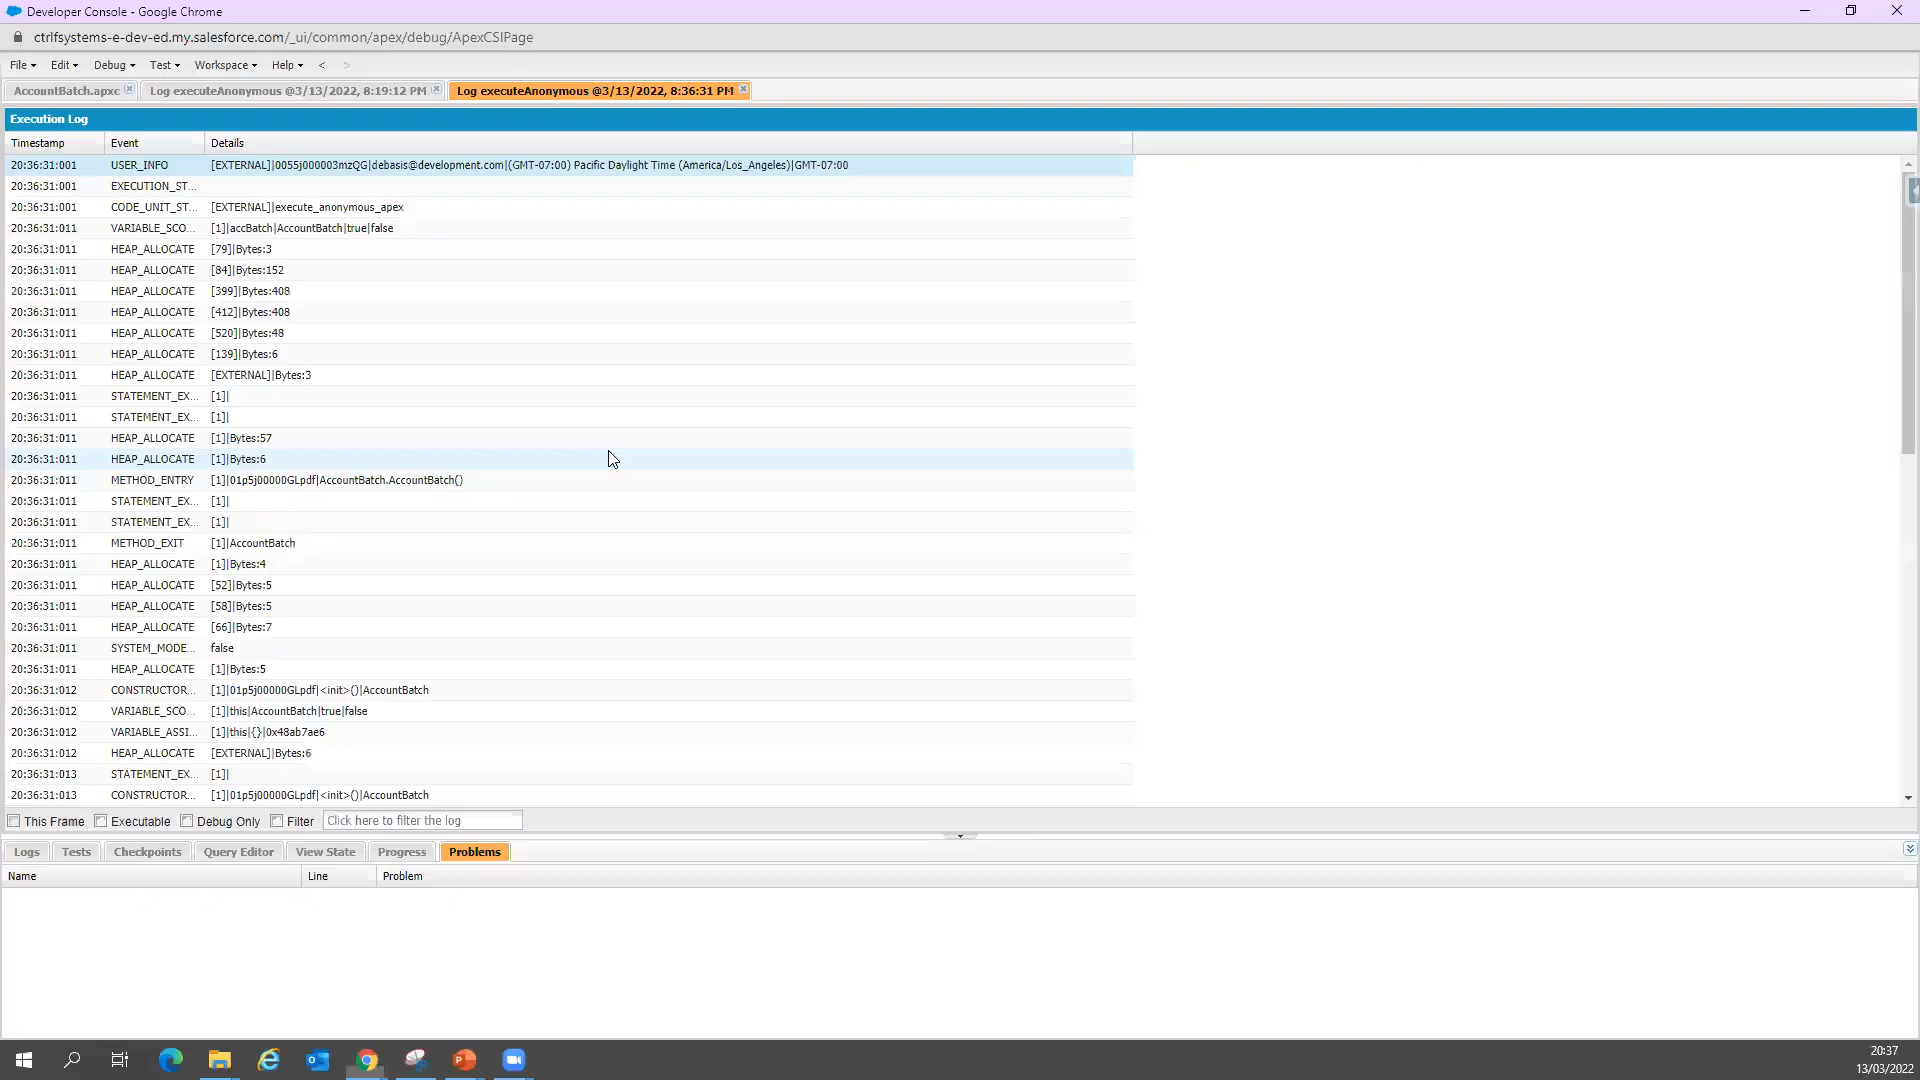 Developer Console - Google Chrome
ctrlfsystems-e-dev-ed.my.salesforce.com/_ui/common/apex/debug/ApexCSIPage
File Edit Debug Test Workspace Help < >
AccountBatch.apxc Log executeAnonymous @3/13/2022, 8:19:12 PM Log executeAnonymous @3/13/2022, 8:36:31 PM
Execution Log
Timestamp Event Details
20:36:31:001 USER_INFO [EXTERNAL]|0055j000003mzQG|debasis@development.com|(GMT-07:00) Pacific Daylight Time (America/Los_Angeles)|GMT-07:00
20:36:31:001 EXECUTION_ST...
20:36:31:001 CODE_UNIT_ST... [EXTERNAL]|execute_anonymous_apex
20:36:31:011 VARIABLE_SCO... [1]|accBatch|AccountBatch|true|false
20:36:31:011 HEAP_ALLOCATE [79]|Bytes:3
20:36:31:011 HEAP_ALLOCATE [84]|Bytes:152
20:36:31:011 HEAP_ALLOCATE [399]|Bytes:408
20:36:31:011 HEAP_ALLOCATE [412]|Bytes:408
20:36:31:011 HEAP_ALLOCATE [520]|Bytes:48
20:36:31:011 HEAP_ALLOCATE [139]|Bytes:6
20:36:31:011 HEAP_ALLOCATE [EXTERNAL]|Bytes:3
20:36:31:011 STATEMENT_EX... [1]|
20:36:31:011 STATEMENT_EX... [1]|
20:36:31:011 HEAP_ALLOCATE [1]|Bytes:57
20:36:31:011 HEAP_ALLOCATE [1]|Bytes:6
20:36:31:011 METHOD_ENTRY [1]|01p5j00000GLpdf|AccountBatch.AccountBatch()
20:36:31:011 STATEMENT_EX... [1]|
20:36:31:011 STATEMENT_EX... [1]|
20:36:31:011 METHOD_EXIT [1]|AccountBatch
20:36:31:011 HEAP_ALLOCATE [1]|Bytes:4
20:36:31:011 HEAP_ALLOCATE [52]|Bytes:5
20:36:31:011 HEAP_ALLOCATE [58]|Bytes:5
20:36:31:011 HEAP_ALLOCATE [66]|Bytes:7
20:36:31:011 SYSTEM_MODE... false
20:36:31:011 HEAP_ALLOCATE [1]|Bytes:5
20:36:31:012 CONSTRUCTOR... [1]|01p5j00000GLpdf|<init>()|AccountBatch
20:36:31:012 VARIABLE_SCO... [1]|this|AccountBatch|true|false
20:36:31:012 VARIABLE_ASSI... [1]|this|{}|0x48ab7ae6
20:36:31:012 HEAP_ALLOCATE [EXTERNAL]|Bytes:6
20:36:31:013 STATEMENT_EX... [1]|
20:36:31:013 CONSTRUCTOR... [1]|01p5j00000GLpdf|<init>()|AccountBatch
This Frame Executable Debug Only Filter Click here to filter the log
Logs Tests Checkpoints Query Editor View State Progress Problems
Name Line Problem
20:37
13/03/2022